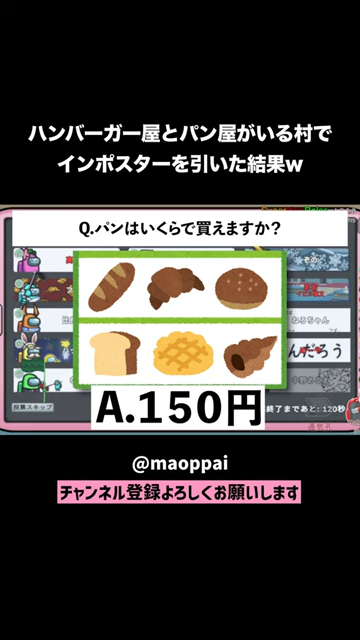 ハンバーガー屋とパン屋がいる村で
インポスターを引いた結果w
Q.パンはいくらで買えますか?
A.150円
んだろう
投票スキップ
終了まであと: 120秒
@maoppai
チャンネル登録よろしくお願いします